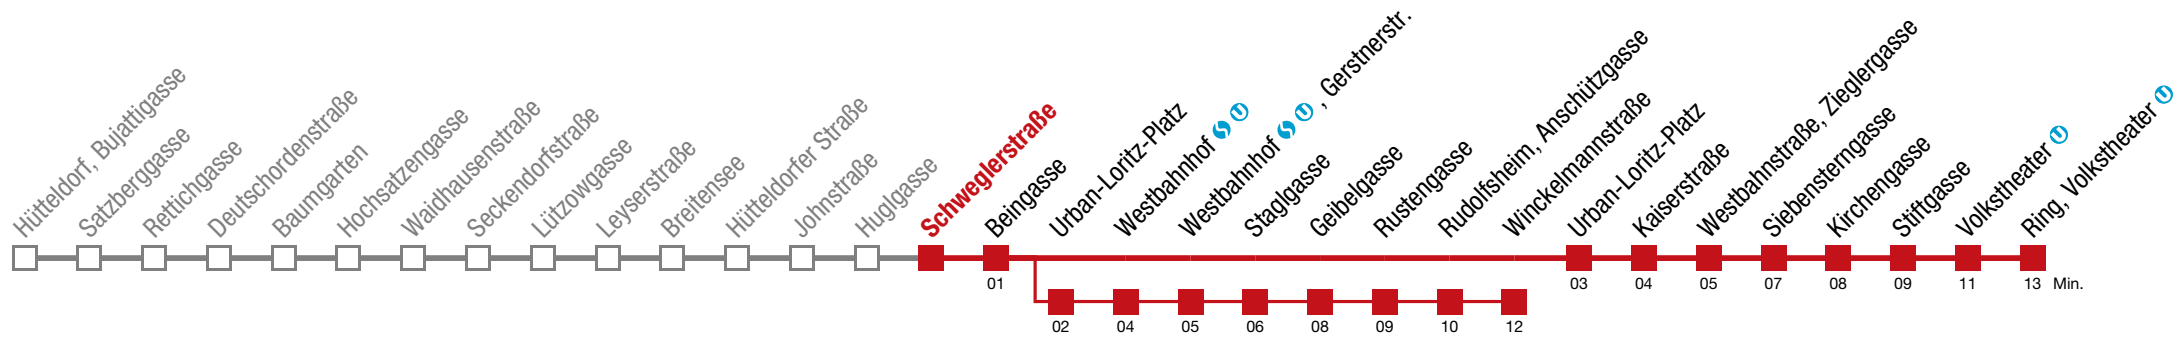 Hütteldorf, Bujattigasse
Satzberggasse
Rettichgasse
Deutschordenstraße
Baumgarten
Hochsatzengasse
Waidhausenstraße
Seckendorfstraße
Lützowgasse
Leyserstraße
Breitensee
Hütteldorfer Straße
Johnstraße
Huglgasse
Schweglerstraße
Beingasse
Urban-Loritz-Platz
Westbahnhof S U
Westbahnhof S U , Gerstnerstr.
Staglgasse
Geibelgasse
Rustengasse
Rudolfsheim, Anschützgasse
Winckelmannstraße
Urban-Loritz-Platz
Kaiserstraße
Westbahnstraße, Zieglergasse
Siebensterngasse
Kirchengasse
Stiftgasse
Volkstheater U
Ring, Volkstheater U
01 03 04 05 07 08 09 11 13 Min.
02 04 05 06 08 09 10 12